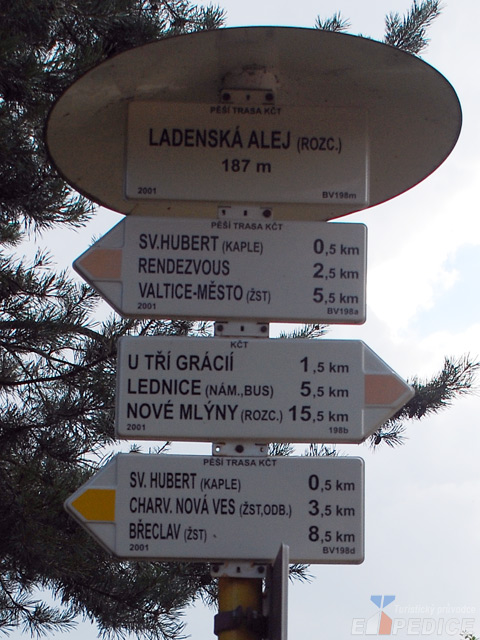 PĚŠÍ TRASA KČT
LADENSKÁ ALEJ (ROZC.)
187 m
2001 BV198m
PĚŠÍ TRASA KČT
SV.HUBERT (KAPLE) 0,5 km
RENDEZVOUS 2,5 km
VALTICE-MĚSTO (ŽST) 5,5 km
2001 BV198a
KČT
U TŘÍ GRÁCIÍ 1,5 km
LEDNICE (NÁM.,BUS) 5,5 km
NOVÉ MLÝNY (ROZC.) 15,5 km
2001 198b
PĚŠÍ TRASA KČT
SV. HUBERT (KAPLE) 0,5 km
CHARV. NOVÁ VES (ŽST,ODB.) 3,5 km
BŘECLAV (ŽST) 8,5 km
2001 BV198d
Turistický průvodce
EXPEDICE